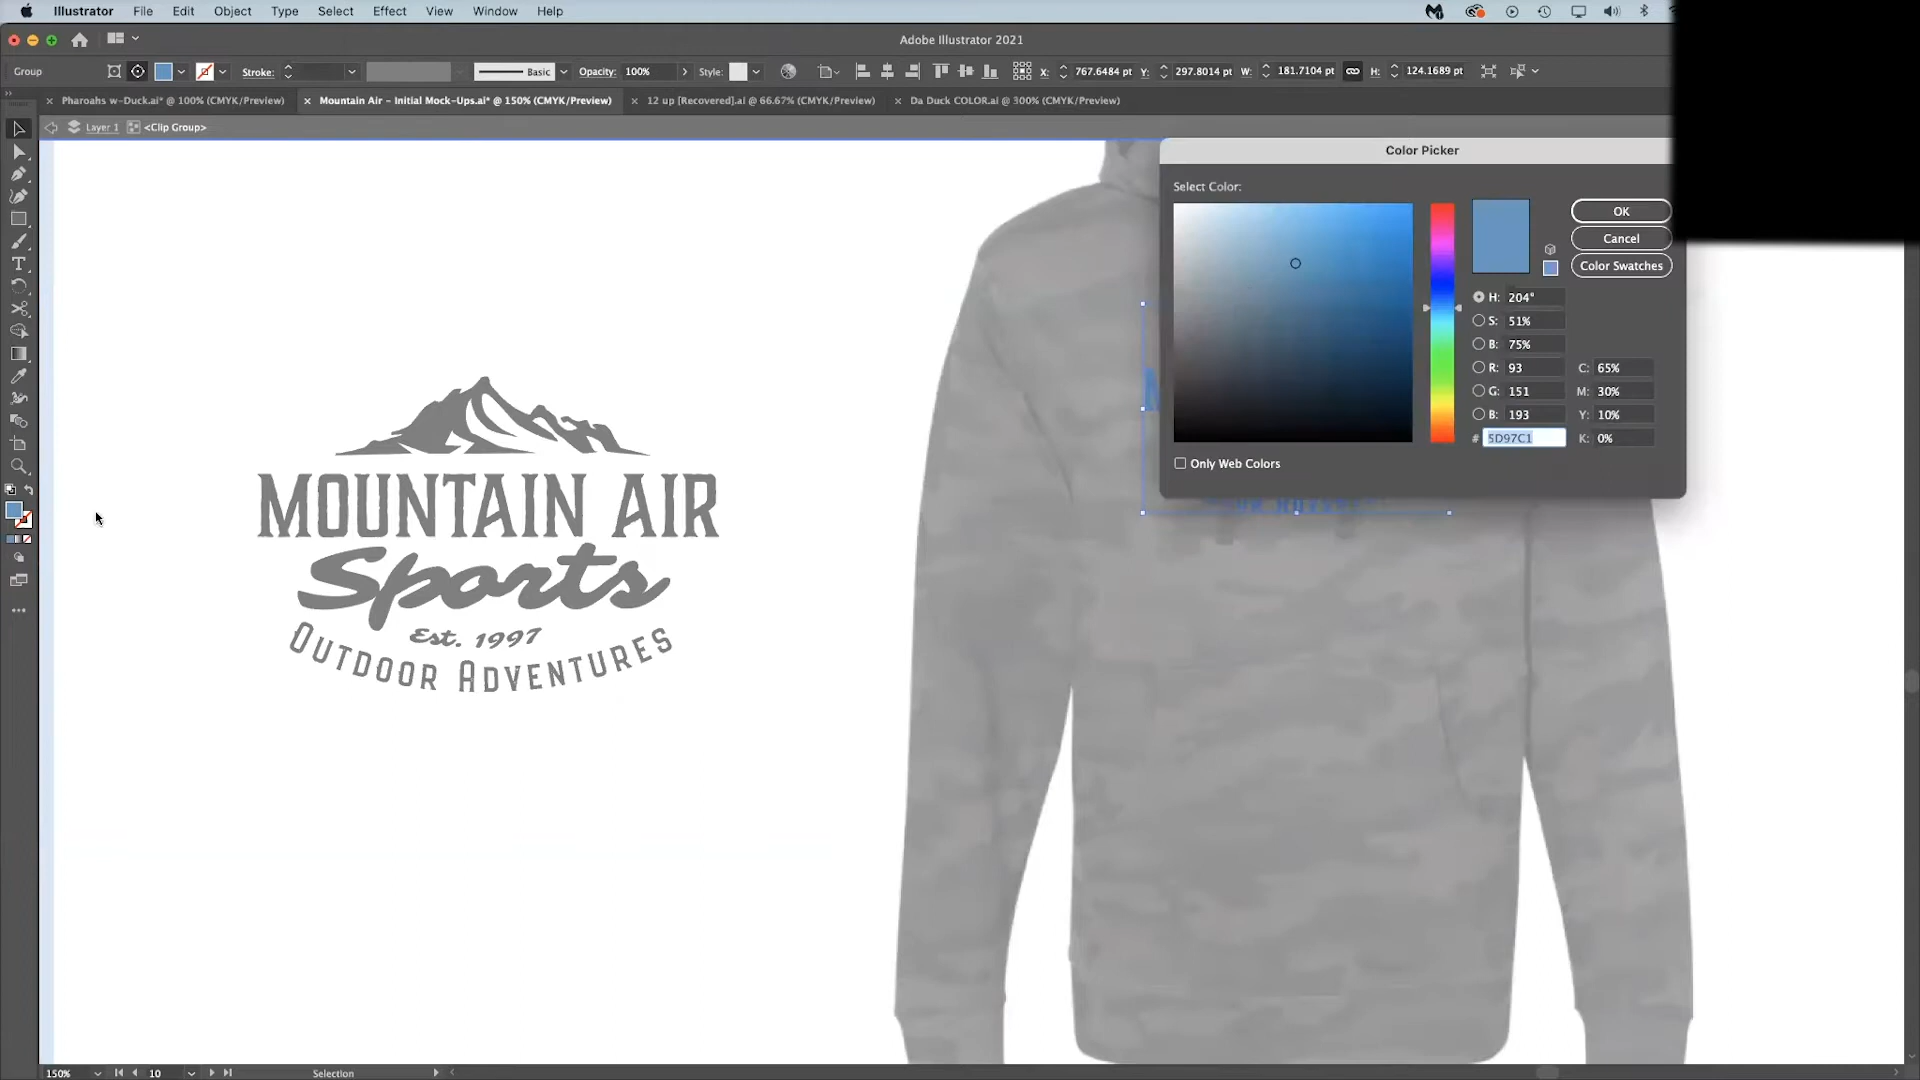 Illustrator File Edit Object Type Select Effect View Window Help
Adobe Illustrator 2021
Group Stroke: Basic Opacity: 100% Style: X: 767.6484 pt Y: 297.8014 pt W: 181.7104 pt H: 124.1689 pt
Pharoahs w-Duck.ai* @ 100% (CMYK/Preview) Mountain Air - Initial Mock-Ups.ai* @ 150% (CMYK/Preview) 12 up [Recovered].ai @ 66.67% (CMYK/Preview) Da Duck COLOR.ai @ 300% (CMYK/Preview)
Layer 1 <Clip Group>
Color Picker
Select Color:
OK
Cancel
Color Swatches
H: 204°
S: 51%
B: 75%
R: 93 C: 65%
G: 151 M: 30%
B: 193 Y: 10%
# 5D97C1 K: 0%
Only Web Colors
MOUNTAIN AIR
Sports
Est. 1997
OUTDOOR ADVENTURES
150% 10 Selection